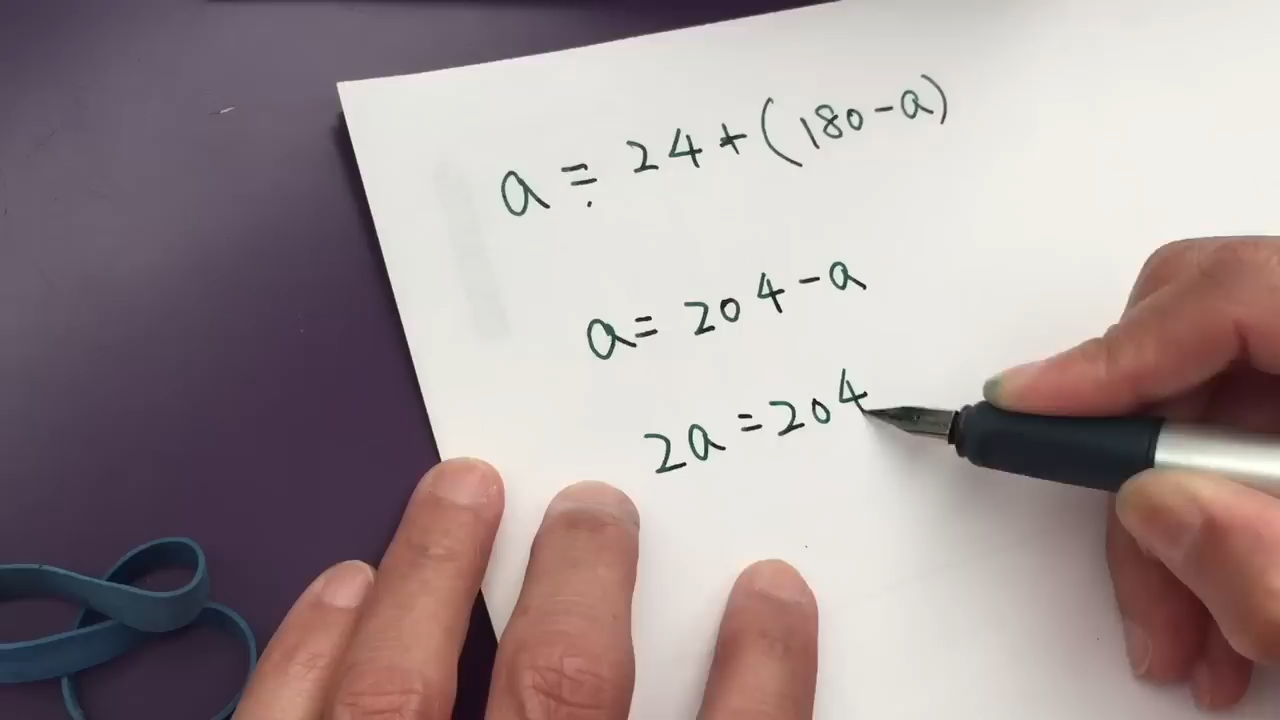 a = 24 + (180 - a)
a = 204 - a
2a = 204